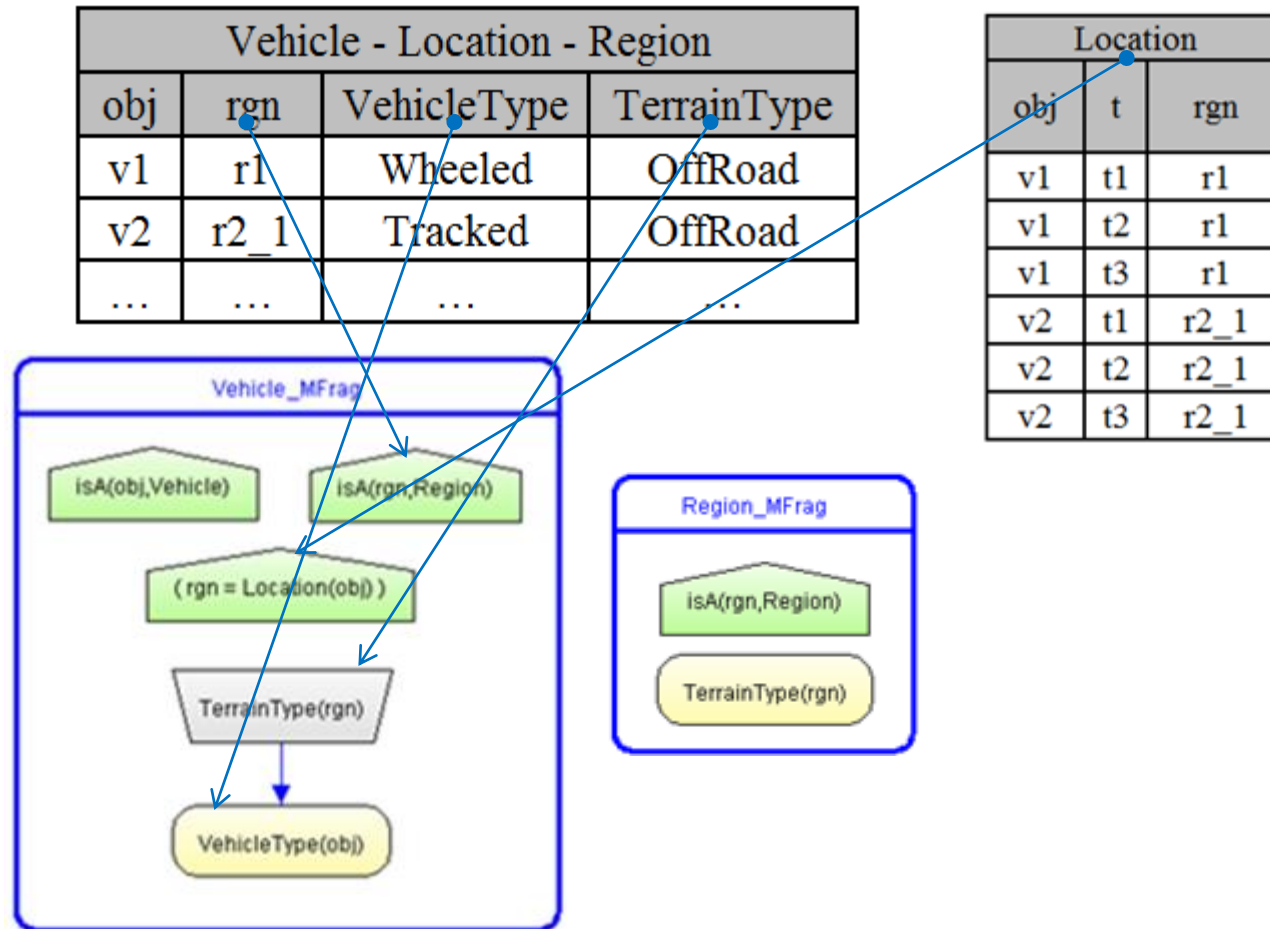 Vehicle - Location - Region
obj rgn VehicleType TerrainType
v1 r1 Wheeled OffRoad
v2 r2_1 Tracked OffRoad
... ... ... ...
Location
obj t rgn
v1 t1 r1
v1 t2 r1
v1 t3 r1
v2 t1 r2_1
v2 t2 r2_1
v2 t3 r2_1
Vehicle_MFrag
isA(obj,Vehicle) isA(rgn,Region)
( rgn = Location(obj) )
TerrainType(rgn)
VehicleType(obj)
Region_MFrag
isA(rgn,Region)
TerrainType(rgn)